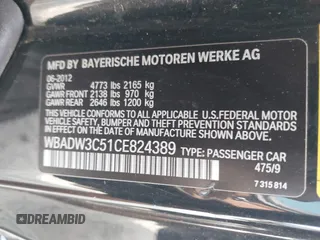 MFD BY BAYERISCHE MOTOREN WERKE AG
06-2012
GVWR 4773 lbs 2165 kg
GAWR FRONT 2138 lbs 970 kg
GAWR REAR 2646 lbs 1200 kg
THIS VEHICLE CONFORMS TO ALL APPLICABLE U.S. FEDERAL MOTOR
VEHICLE SAFETY, BUMPER, AND THEFT PREVENTION STANDARDS IN
EFFECT ON THE DATE OF MANUFACTURE SHOWN ABOVE.
WBADW3C51CE824389 TYPE: PASSENGER CAR
475/9
7 315 814